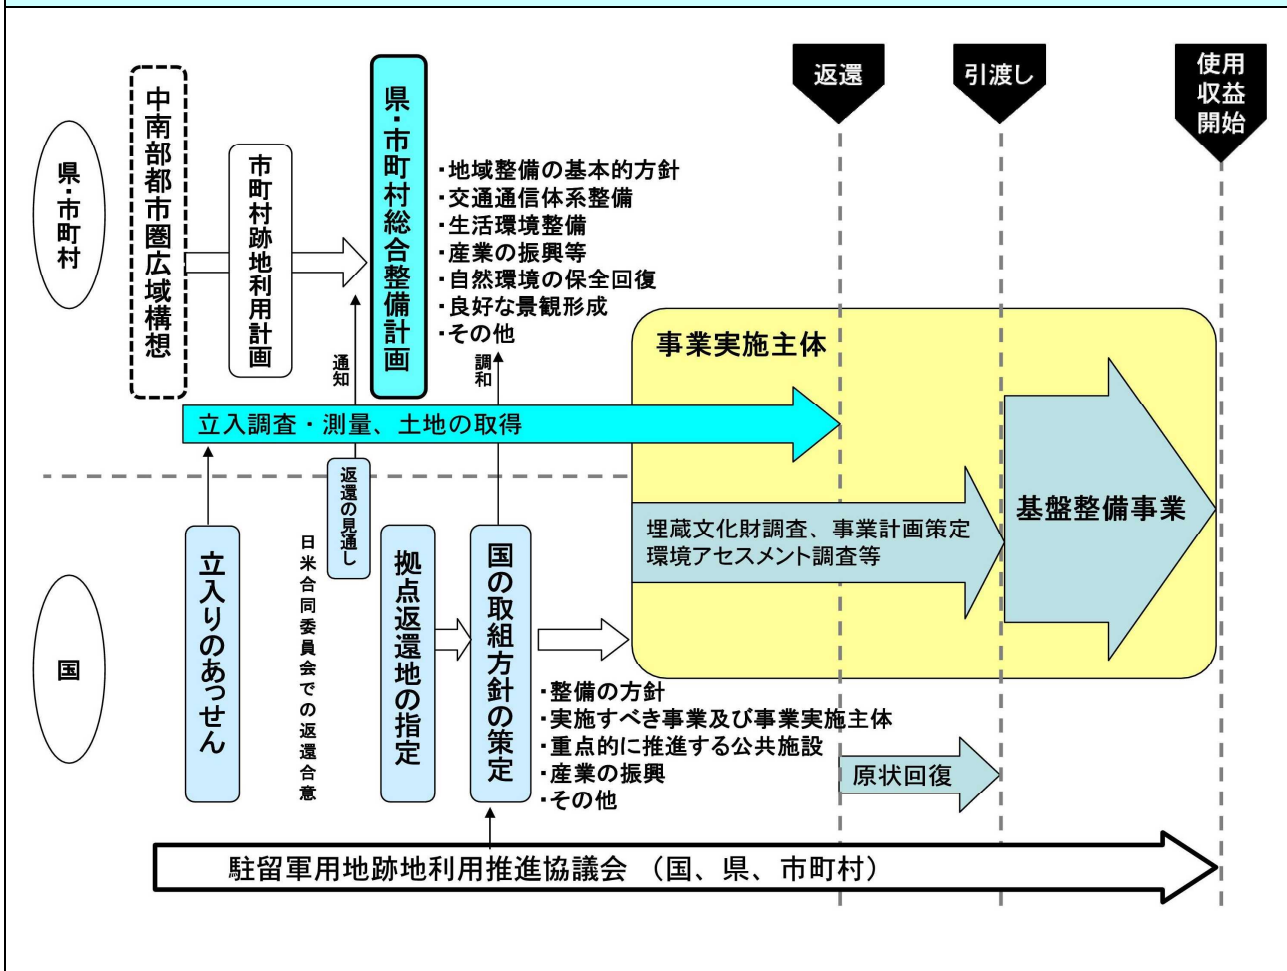 返還
引渡し
使用
収益
開始
県・市町村
中南部都市圏広域構想
市町村跡地利用計画
県・市町村総合整備計画
・地域整備の基本的方針
・交通通信体系整備
・生活環境整備
・産業の振興等
・自然環境の保全回復
・良好な景観形成
・その他
通知
調和
事業実施主体
立入調査・測量、土地の取得
埋蔵文化財調査、事業計画策定
環境アセスメント調査等
基盤整備事業
国
立入りのあっせん
日米合同委員会での返還合意
返還の見通し
拠点返還地の指定
国の取組方針の策定
・整備の方針
・実施すべき事業及び事業実施主体
・重点的に推進する公共施設
・産業の振興
・その他
原状回復
駐留軍用地跡地利用推進協議会 （国、県、市町村）